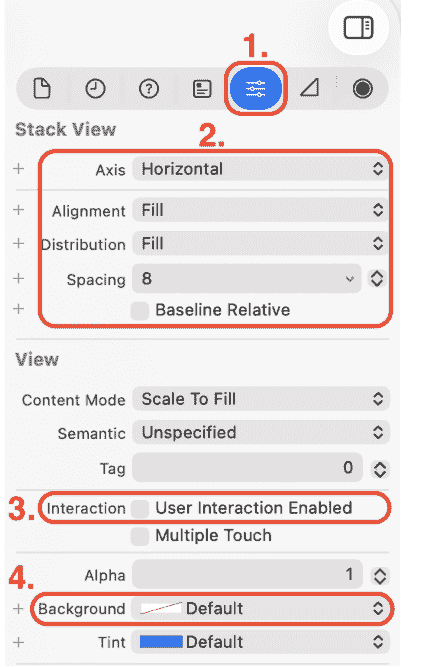 1.
?
Stack View
2.
+ Axis Horizontal
+ Alignment Fill
+ Distribution Fill
+ Spacing 8
+ Baseline Relative
View
Content Mode Scale To Fill
Semantic Unspecified
Tag 0
3. Interaction User Interaction Enabled
Multiple Touch
4.
Alpha 1
+ Background Default
+ Tint Default